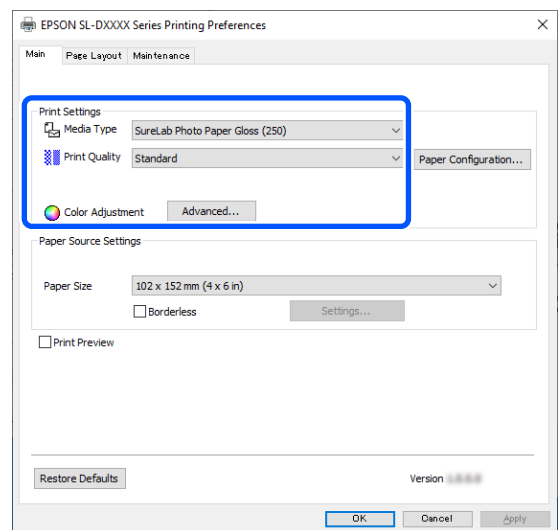 EPSON SL-DXXXX Series Printing Preferences
Main Page Layout Maintenance
Print Settings
Media Type SureLab Photo Paper Gloss (250)
Print Quality Standard Paper Configuration...
Color Adjustment Advanced...
Paper Source Settings
Paper Size 102 x 152 mm (4 x 6 in)
Borderless Settings...
Print Preview
Restore Defaults Version
OK Cancel Apply